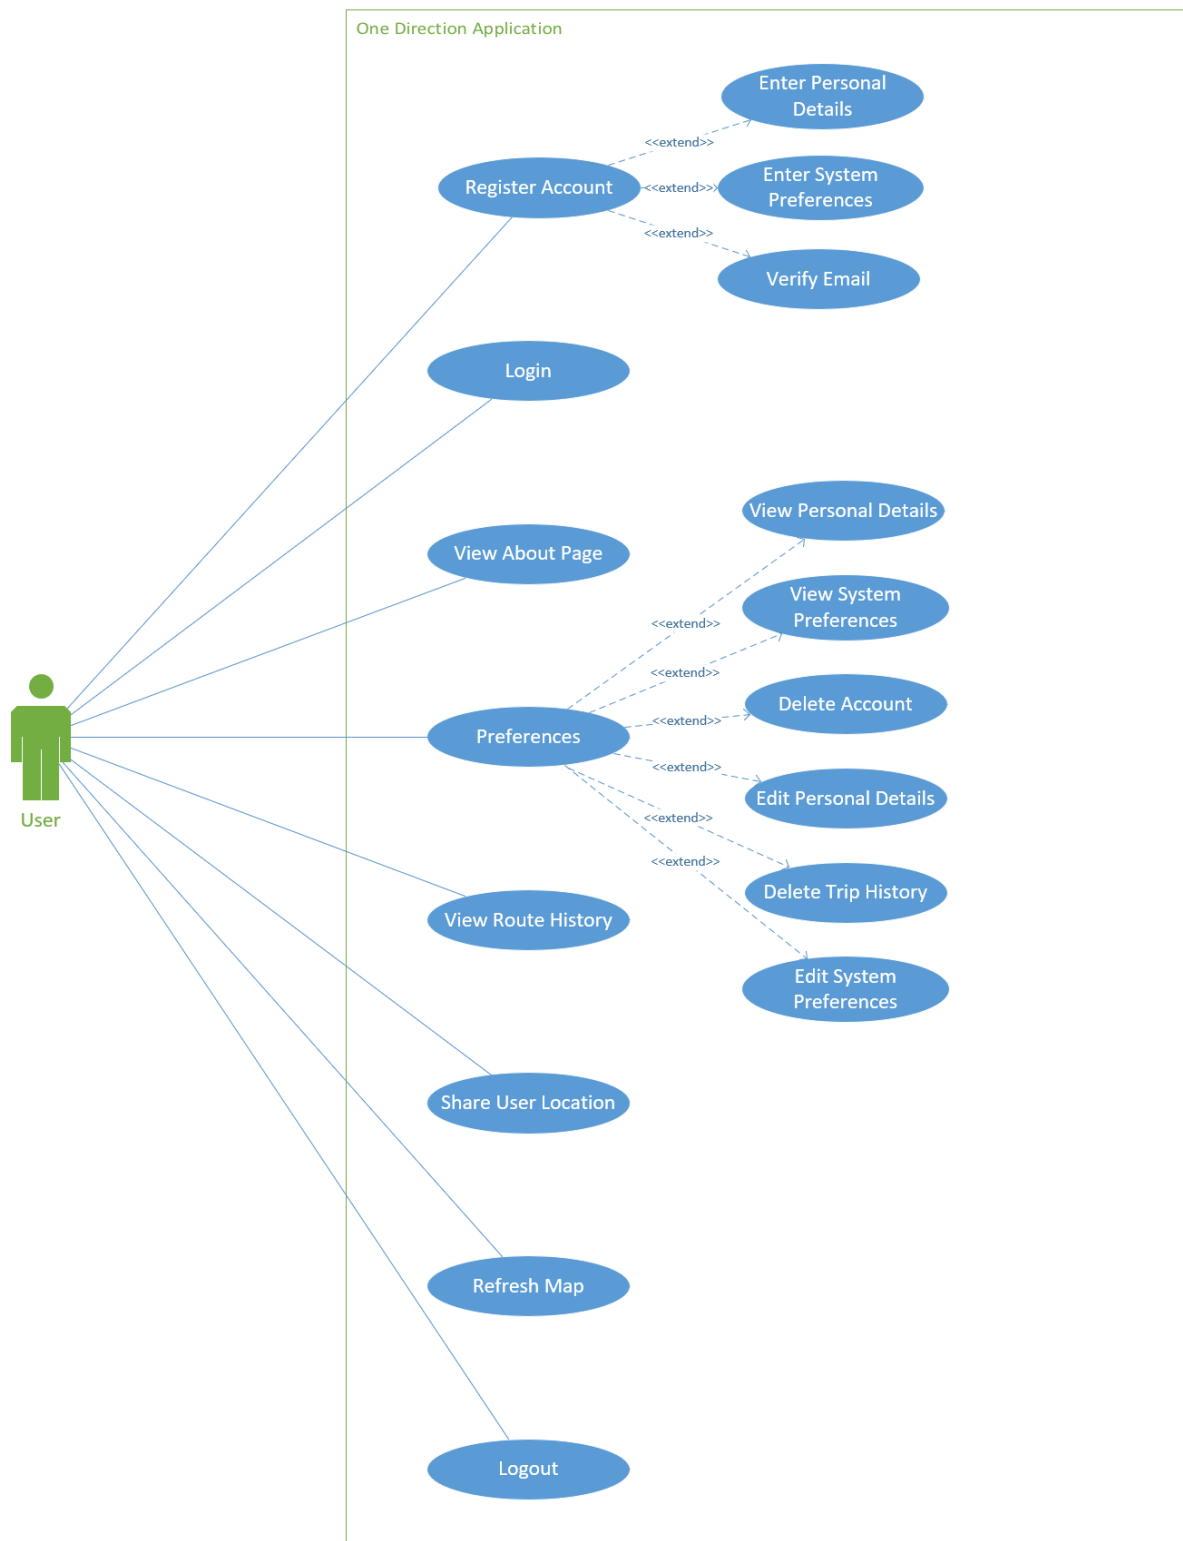 One Direction Application
Enter Personal
Details
<<extend>>
Register Account
<<extend>>
Enter System
Preferences
<<extend>>
Verify Email
Login
View Personal Details
View About Page
View System
Preferences
<<extend>>
<<extend>>
Delete Account
<<extend>>
Preferences
<<extend>>
Edit Personal Details
User
<<extend>>
<<extend>>
Delete Trip History
View Route History
Edit System
Preferences
Share User Location
Refresh Map
Logout